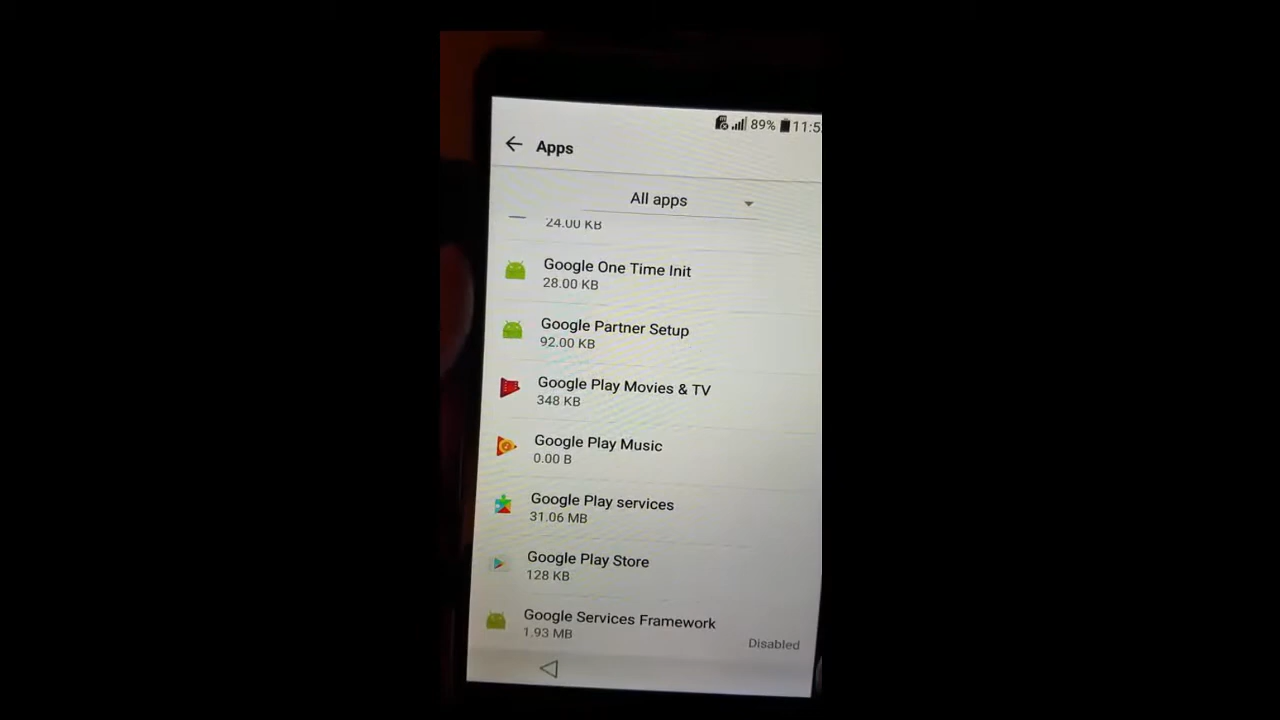 89% 11:5
Apps
All apps
24.00 KB
Google One Time Init
28.00 KB
Google Partner Setup
92.00 KB
Google Play Movies & TV
348 KB
Google Play Music
0.00 B
Google Play services
31.06 MB
Google Play Store
128 KB
Google Services Framework
1.93 MB
Disabled